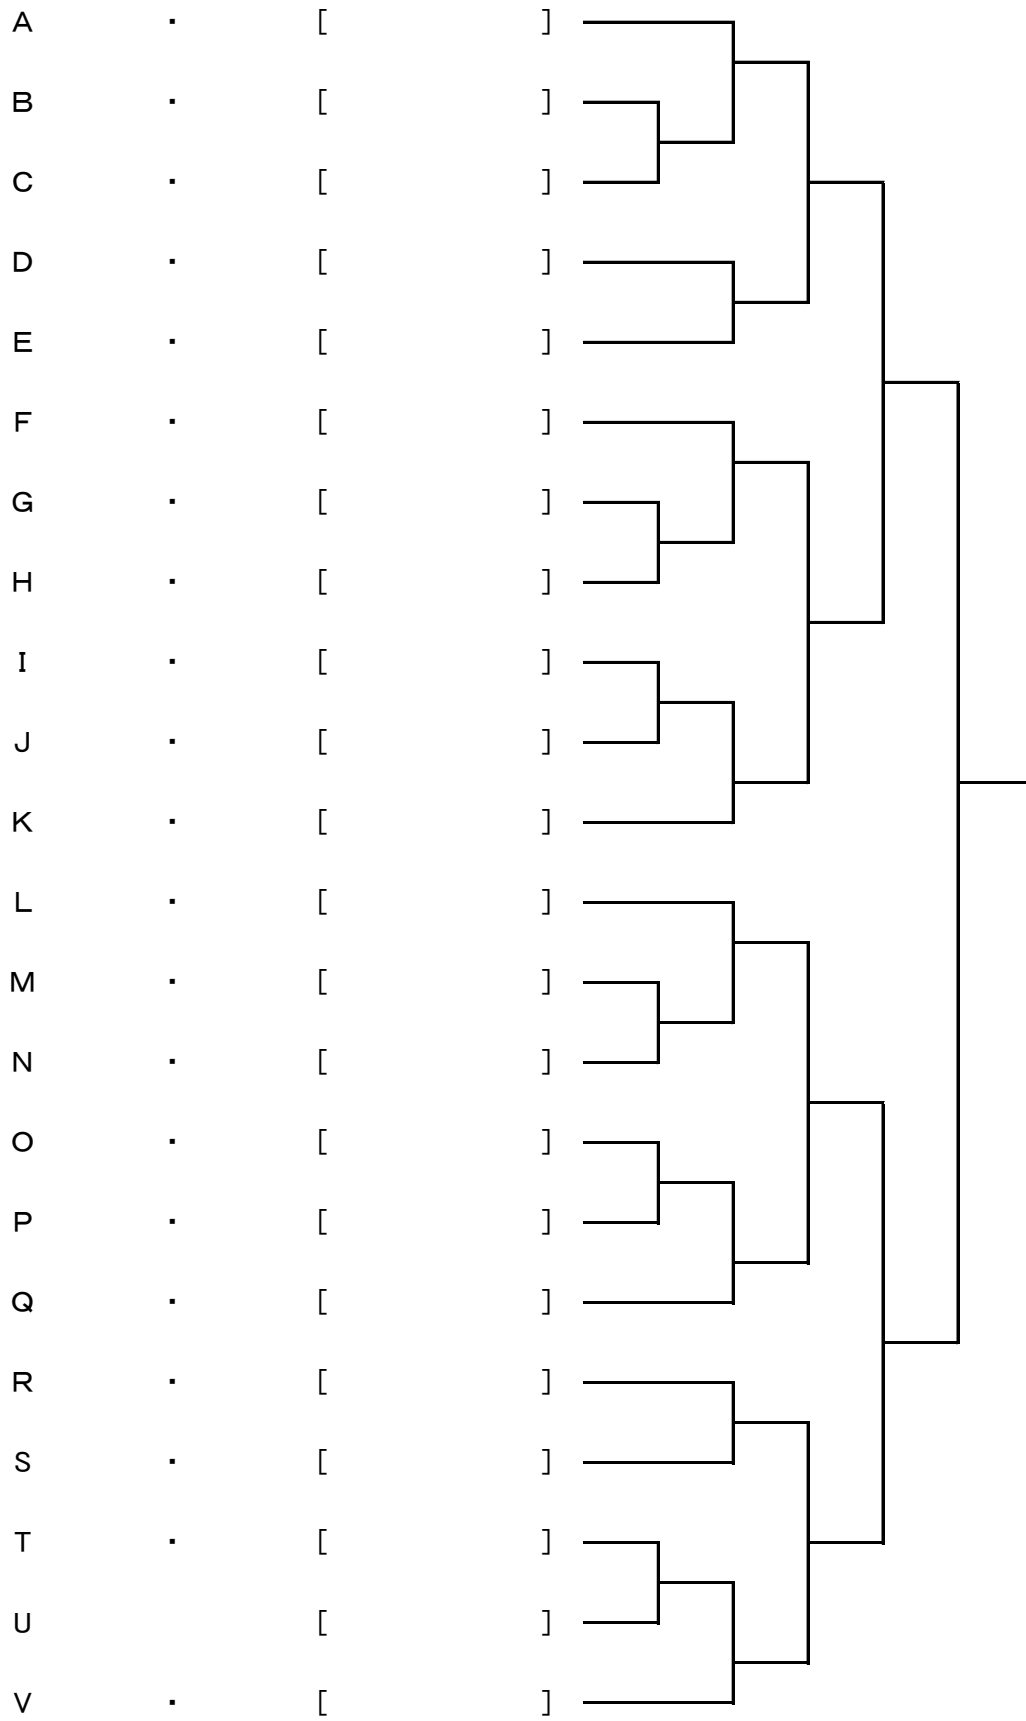 A ・ [ ]
B ・ [ ]
C ・ [ ]
D ・ [ ]
E ・ [ ]
F ・ [ ]
G ・ [ ]
H ・ [ ]
I ・ [ ]
J ・ [ ]
K ・ [ ]
L ・ [ ]
M ・ [ ]
N ・ [ ]
O ・ [ ]
P ・ [ ]
Q ・ [ ]
R ・ [ ]
S ・ [ ]
T ・ [ ]
U [ ]
V ・ [ ]